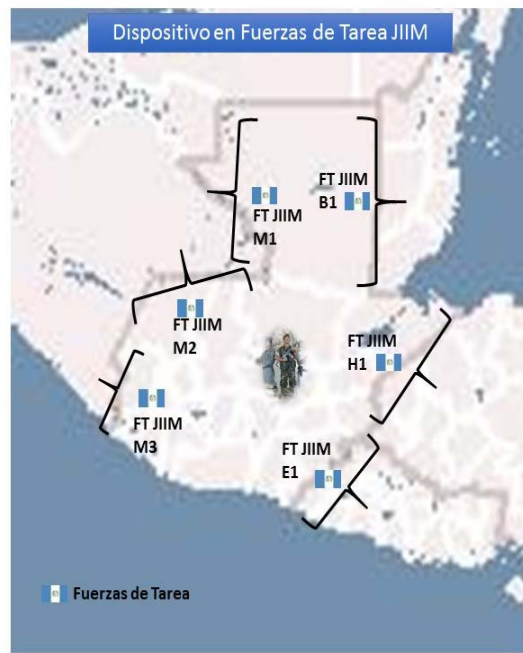 Dispositivo en Fuerzas de Tarea JIIM
FT JIIM
B1
FT JIIM
M1
FT JIIM
M2
FT JIIM
H1
FT JIIM
M3
FT JIIM
E1
Fuerzas de Tarea